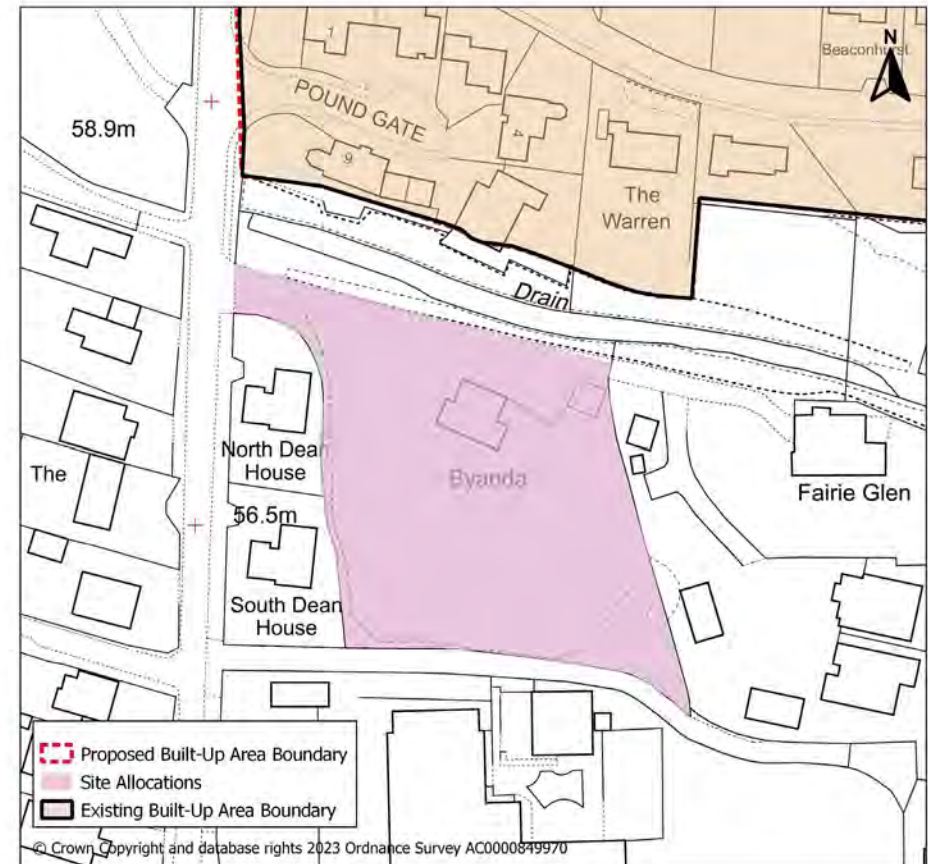 N
Beaconhurst
1
POUND GATE
4
58.9m
9
The
Warren
Drain
North Dean
House
Byanda
The
Fairie Glen
56.5m
South Dean
House
Proposed Built-Up Area Boundary
Site Allocations
Existing Built-Up Area Boundary
© Crown Copyright and database rights 2023 Ordnance Survey AC0000849970